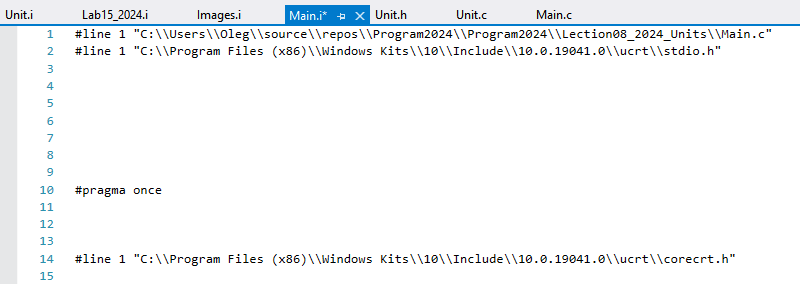 Unit.i Lab15_2024.i Images.i Main.i* Unit.h Unit.c Main.c
1 #line 1 "C:\\Users\\Oleg\\source\\repos\\Program2024\\Program2024\\Lection08_2024_Units\\Main.c"
2 #line 1 "C:\\Program Files (x86)\\Windows Kits\\10\\Include\\10.0.19041.0\\ucrt\\stdio.h"
3
4
5
6
7
8
9
10 #pragma once
11
12
13
14 #line 1 "C:\\Program Files (x86)\\Windows Kits\\10\\Include\\10.0.19041.0\\ucrt\\corecrt.h"
15